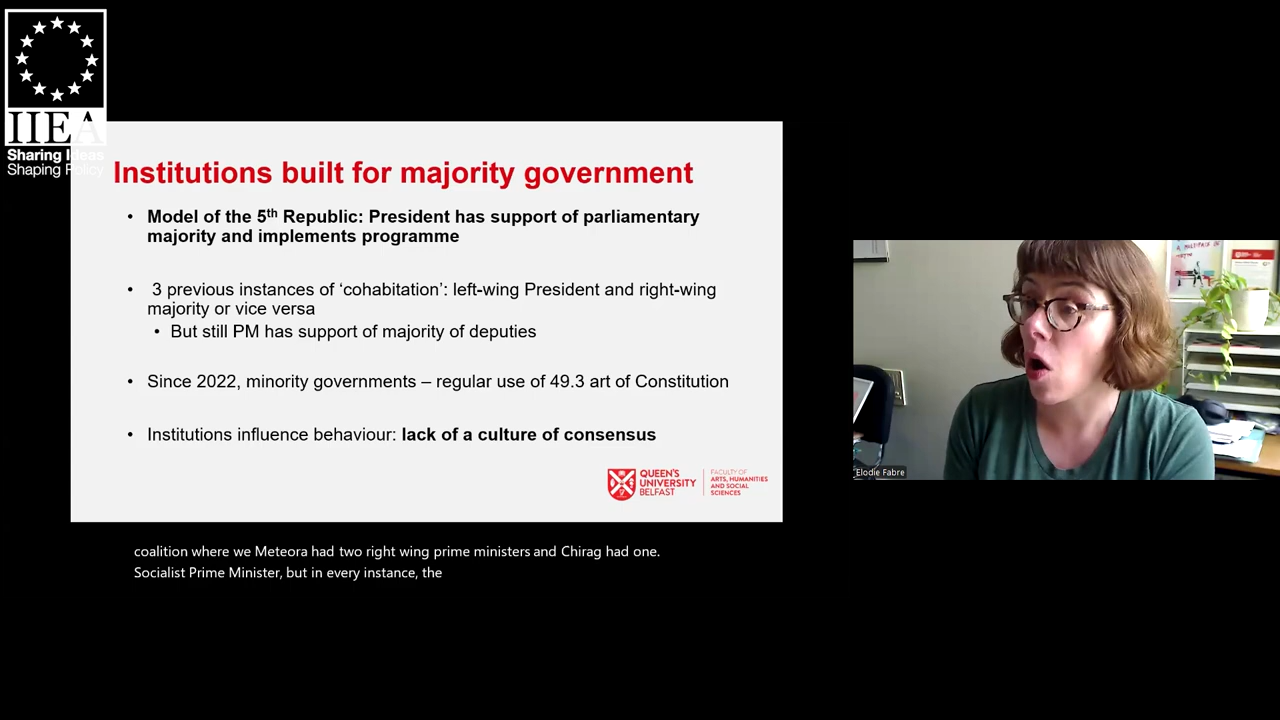 IIEA
Sharing Ideas
Shaping Policy
Institutions built for majority government
• Model of the 5th Republic: President has support of parliamentary
majority and implements programme
• 3 previous instances of ‘cohabitation’: left-wing President and right-wing
majority or vice versa
• But still PM has support of majority of deputies
• Since 2022, minority governments – regular use of 49.3 art of Constitution
• Institutions influence behaviour: lack of a culture of consensus
QUEEN'S
UNIVERSITY
BELFAST
FACULTY OF
ARTS, HUMANITIES
AND SOCIAL
SCIENCES
A MULTIPACK OF
Elodie Fabre
coalition where we Meteora had two right wing prime ministers and Chirag had one.
Socialist Prime Minister, but in every instance, the